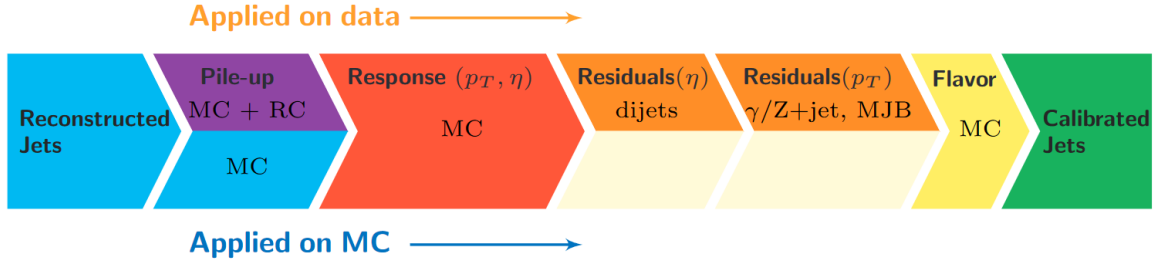 Applied on data
Reconstructed
Jets
Pile-up
MC + RC
MC
Response (p_T, η)
MC
Residuals(η)
dijets
Residuals(p_T)
γ/Z+jet, MJB
Flavor
MC
Calibrated
Jets
Applied on MC